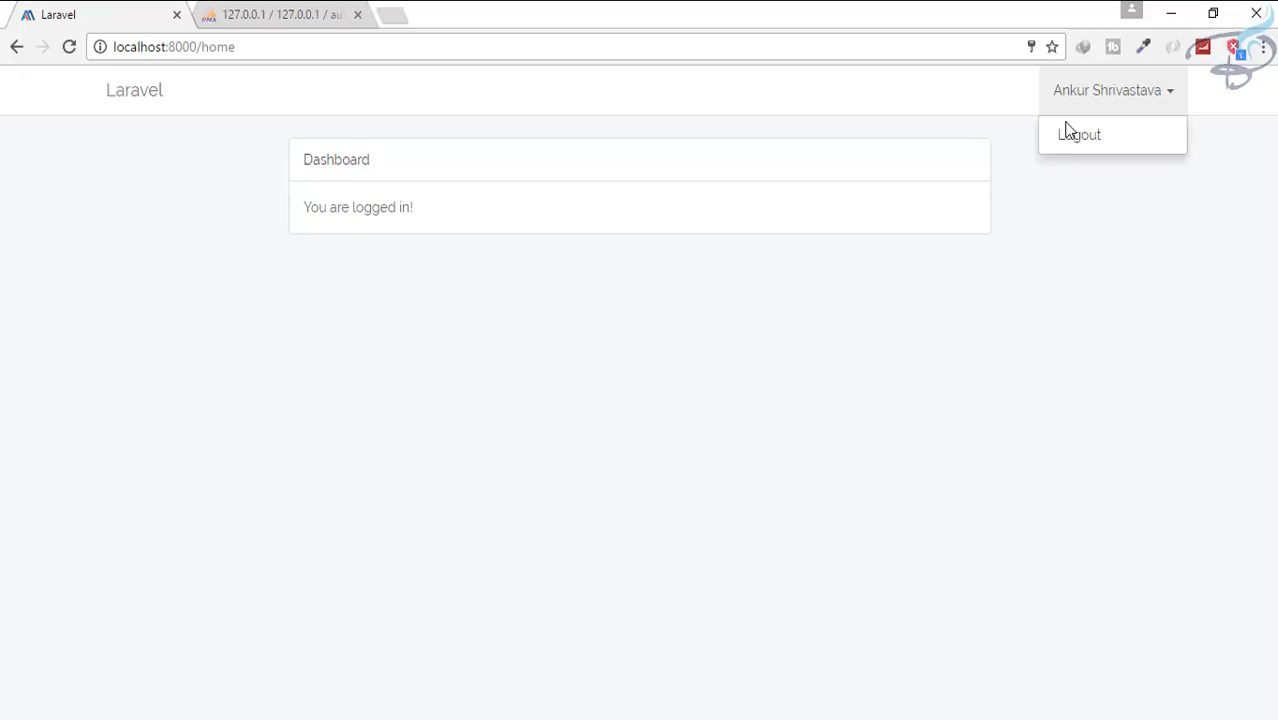 Laravel
127.0.0.1 / 127.0.0.1 / au
localhost:8000/home
Laravel
Ankur Shrivastava
Logout
Dashboard
You are logged in!